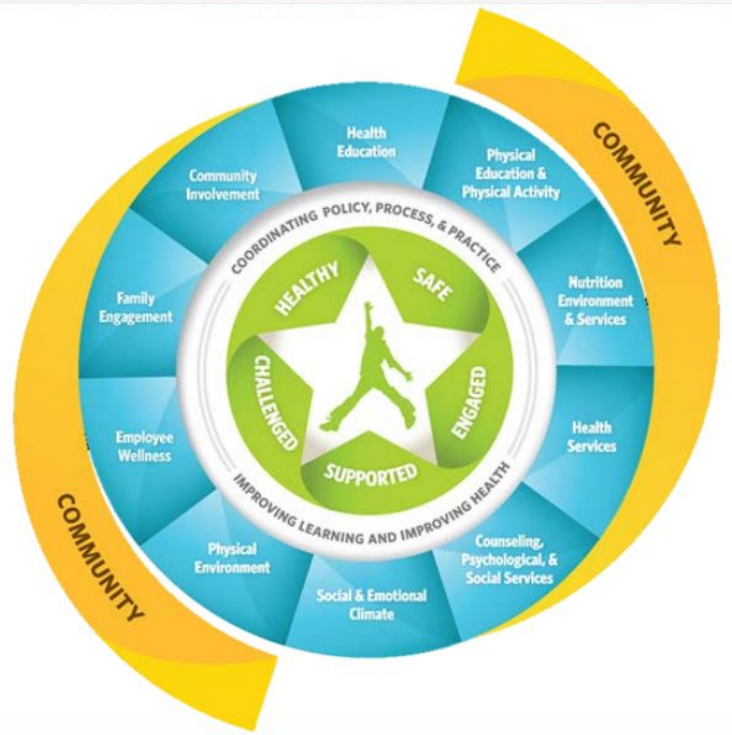 COMMUNITY
Health
Education
Physical
Education &
Physical Activity
Nutrition
Environment
& Services
Health
Services
Counseling,
Psychological, &
Social Services
Social & Emotional
Climate
Physical
Environment
Employee
Wellness
Family
Engagement
Community
Involvement
COORDINATING POLICY, PROCESS, & PRACTICE
IMPROVING LEARNING AND IMPROVING HEALTH
HEALTHY
SAFE
ENGAGED
SUPPORTED
CHALLENGED
COMMUNITY